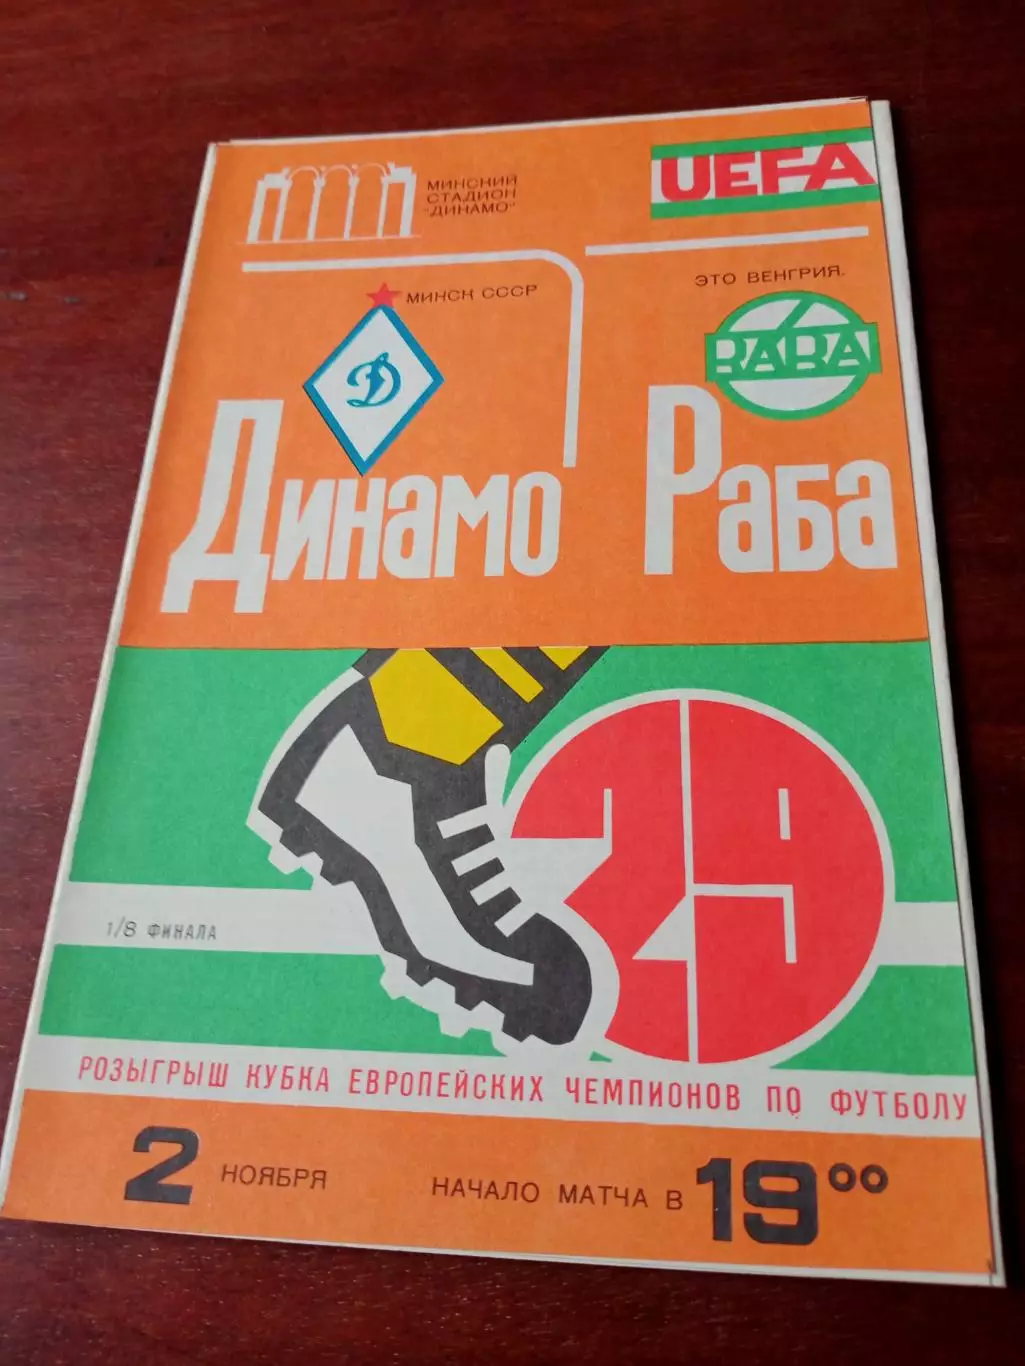 МИНСКИЙ
СТАДИОН
"ДИНАМО"
UEFA
МИНСК СССР
ЭТО ВЕНГРИЯ.
Д
RÁBA
Динамо Раба
29
1/8 ФИНАЛА
РОЗЫГРЫШ КУБКА ЕВРОПЕЙСКИХ ЧЕМПИОНОВ ПО ФУТБОЛУ
2 НОЯБРЯ НАЧАЛО МАТЧА В 19⁰⁰